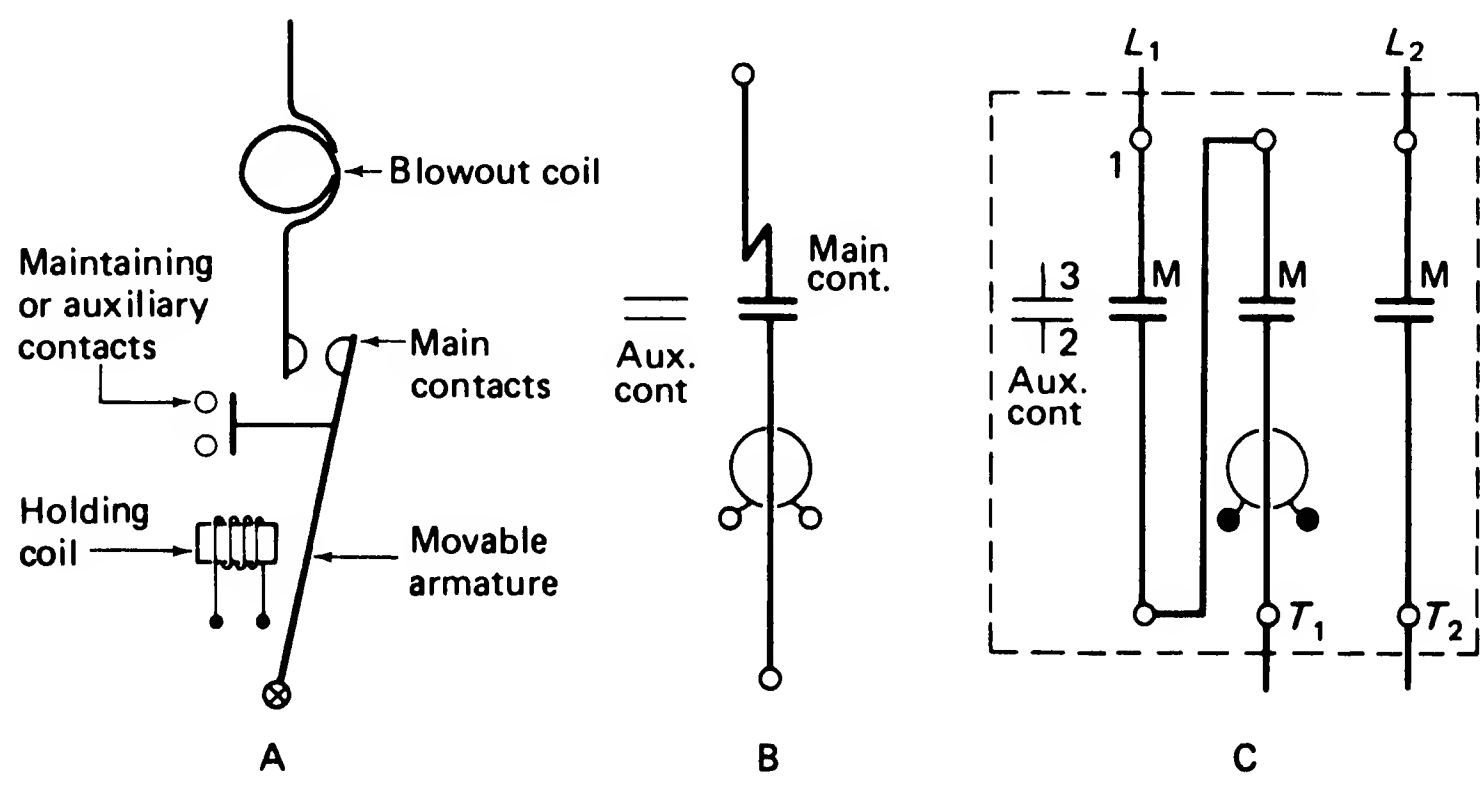 Blowout coil
Maintaining
or auxiliary
contacts
Main
contacts
Holding
coil
Movable
armature
A
Main
cont.
Aux.
cont
B
L1
L2
1
3
M
M
M
2
Aux.
cont
T1
T2
C